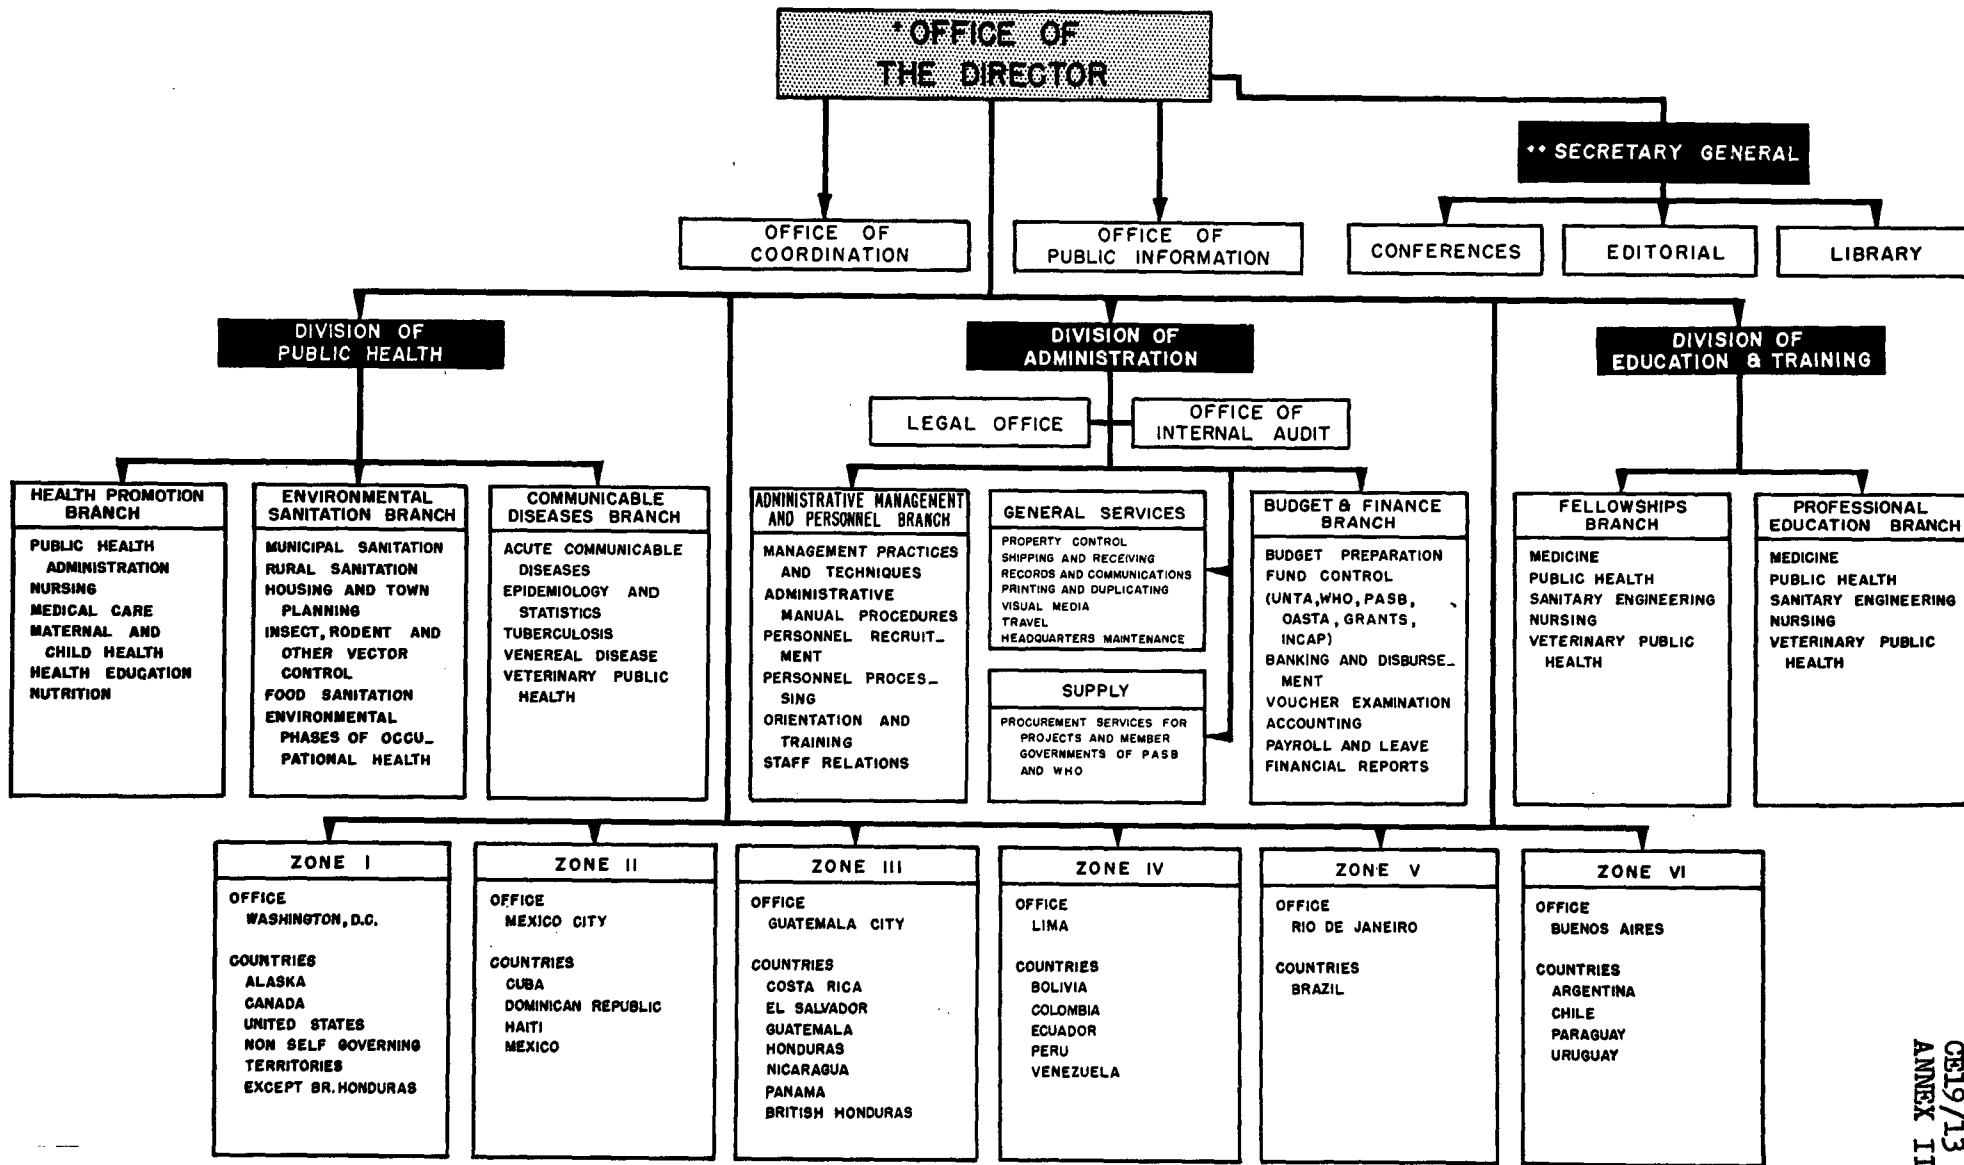 *OFFICE OF
THE DIRECTOR
** SECRETARY GENERAL
OFFICE OF
COORDINATION
OFFICE OF
PUBLIC INFORMATION
CONFERENCES
EDITORIAL
LIBRARY
DIVISION OF
PUBLIC HEALTH
DIVISION OF
ADMINISTRATION
DIVISION OF
EDUCATION & TRAINING
LEGAL OFFICE
OFFICE OF
INTERNAL AUDIT
HEALTH PROMOTION
BRANCH
PUBLIC HEALTH
ADMINISTRATION
NURSING
MEDICAL CARE
MATERNAL AND
CHILD HEALTH
HEALTH EDUCATION
NUTRITION
ENVIRONMENTAL
SANITATION BRANCH
MUNICIPAL SANITATION
RURAL SANITATION
HOUSING AND TOWN
PLANNING
INSECT, RODENT AND
OTHER VECTOR
CONTROL
FOOD SANITATION
ENVIRONMENTAL
PHASES OF OCCU_
PATIONAL HEALTH
COMMUNICABLE
DISEASES BRANCH
ACUTE COMMUNICABLE
DISEASES
EPIDEMIOLOGY AND
STATISTICS
TUBERCULOSIS
VENEREAL DISEASE
VETERINARY PUBLIC
HEALTH
ADMINISTRATIVE MANAGEMENT
AND PERSONNEL BRANCH
MANAGEMENT PRACTICES
AND TECHNIQUES
ADMINISTRATIVE
MANUAL PROCEDURES
PERSONNEL RECRUIT_
MENT
PERSONNEL PROCES_
SING
ORIENTATION AND
TRAINING
STAFF RELATIONS
GENERAL SERVICES
PROPERTY CONTROL
SHIPPING AND RECEIVING
RECORDS AND COMMUNICATIONS
PRINTING AND DUPLICATING
VISUAL MEDIA
TRAVEL
HEADQUARTERS MAINTENANCE
SUPPLY
PROCUREMENT SERVICES FOR
PROJECTS AND MEMBER
GOVERNMENTS OF PASB
AND WHO
BUDGET & FINANCE
BRANCH
BUDGET PREPARATION
FUND CONTROL
(UNTA, WHO, PASB,
OASTA, GRANTS,
INCAP)
BANKING AND DISBURSE_
MENT
VOUCHER EXAMINATION
ACCOUNTING
PAYROLL AND LEAVE
FINANCIAL REPORTS
FELLOWSHIPS
BRANCH
MEDICINE
PUBLIC HEALTH
SANITARY ENGINEERING
NURSING
VETERINARY PUBLIC
HEALTH
PROFESSIONAL
EDUCATION BRANCH
MEDICINE
PUBLIC HEALTH
SANITARY ENGINEERING
NURSING
VETERINARY PUBLIC
HEALTH
ZONE I
OFFICE
WASHINGTON, D.C.
COUNTRIES
ALASKA
CANADA
UNITED STATES
NON SELF GOVERNING
TERRITORIES
EXCEPT BR. HONDURAS
ZONE II
OFFICE
MEXICO CITY
COUNTRIES
CUBA
DOMINICAN REPUBLIC
HAITI
MEXICO
ZONE III
OFFICE
GUATEMALA CITY
COUNTRIES
COSTA RICA
EL SALVADOR
GUATEMALA
HONDURAS
NICARAGUA
PANAMA
BRITISH HONDURAS
ZONE IV
OFFICE
LIMA
COUNTRIES
BOLIVIA
COLOMBIA
ECUADOR
PERU
VENEZUELA
ZONE V
OFFICE
RIO DE JANEIRO
COUNTRIES
BRAZIL
ZONE VI
OFFICE
BUENOS AIRES
COUNTRIES
ARGENTINA
CHILE
PARAGUAY
URUGUAY
CE19/13
ANNEX II